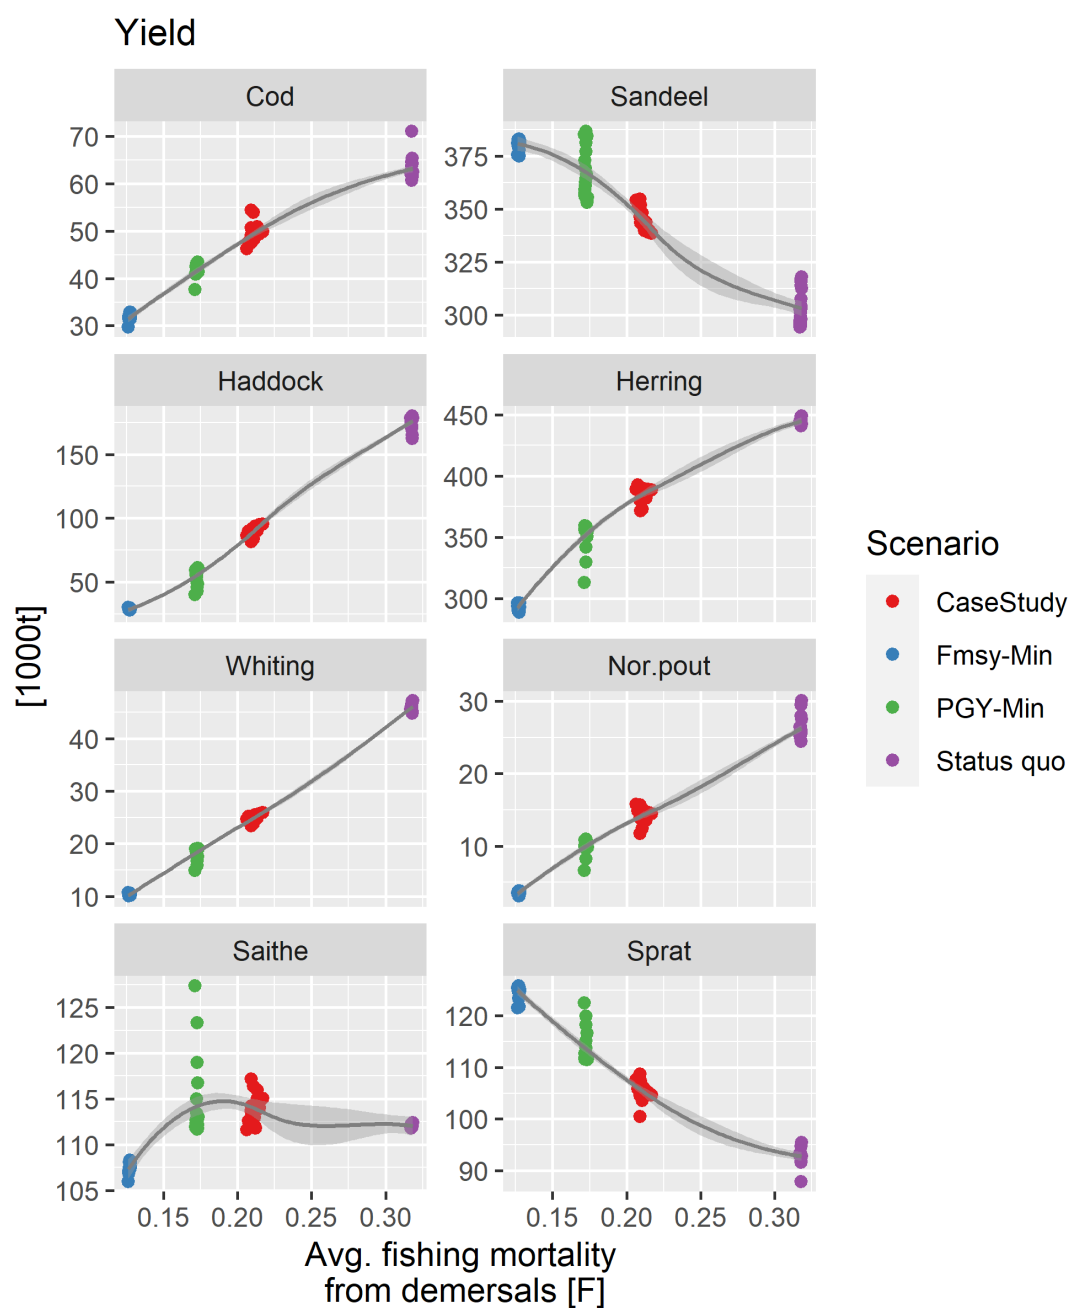 Yield
Cod
Sandeel
70
60
50
40
30
375
350
325
300
Haddock
Herring
150
100
50
450
400
350
300
[1000t]
Whiting
Nor.pout
40
30
20
10
30
20
10
Saithe
Sprat
125
120
115
110
105
120
110
100
90
0.15 0.20 0.25 0.30
0.15 0.20 0.25 0.30
Avg. fishing mortality
from demersals [F]
Scenario
CaseStudy
Fmsy-Min
PGY-Min
Status quo